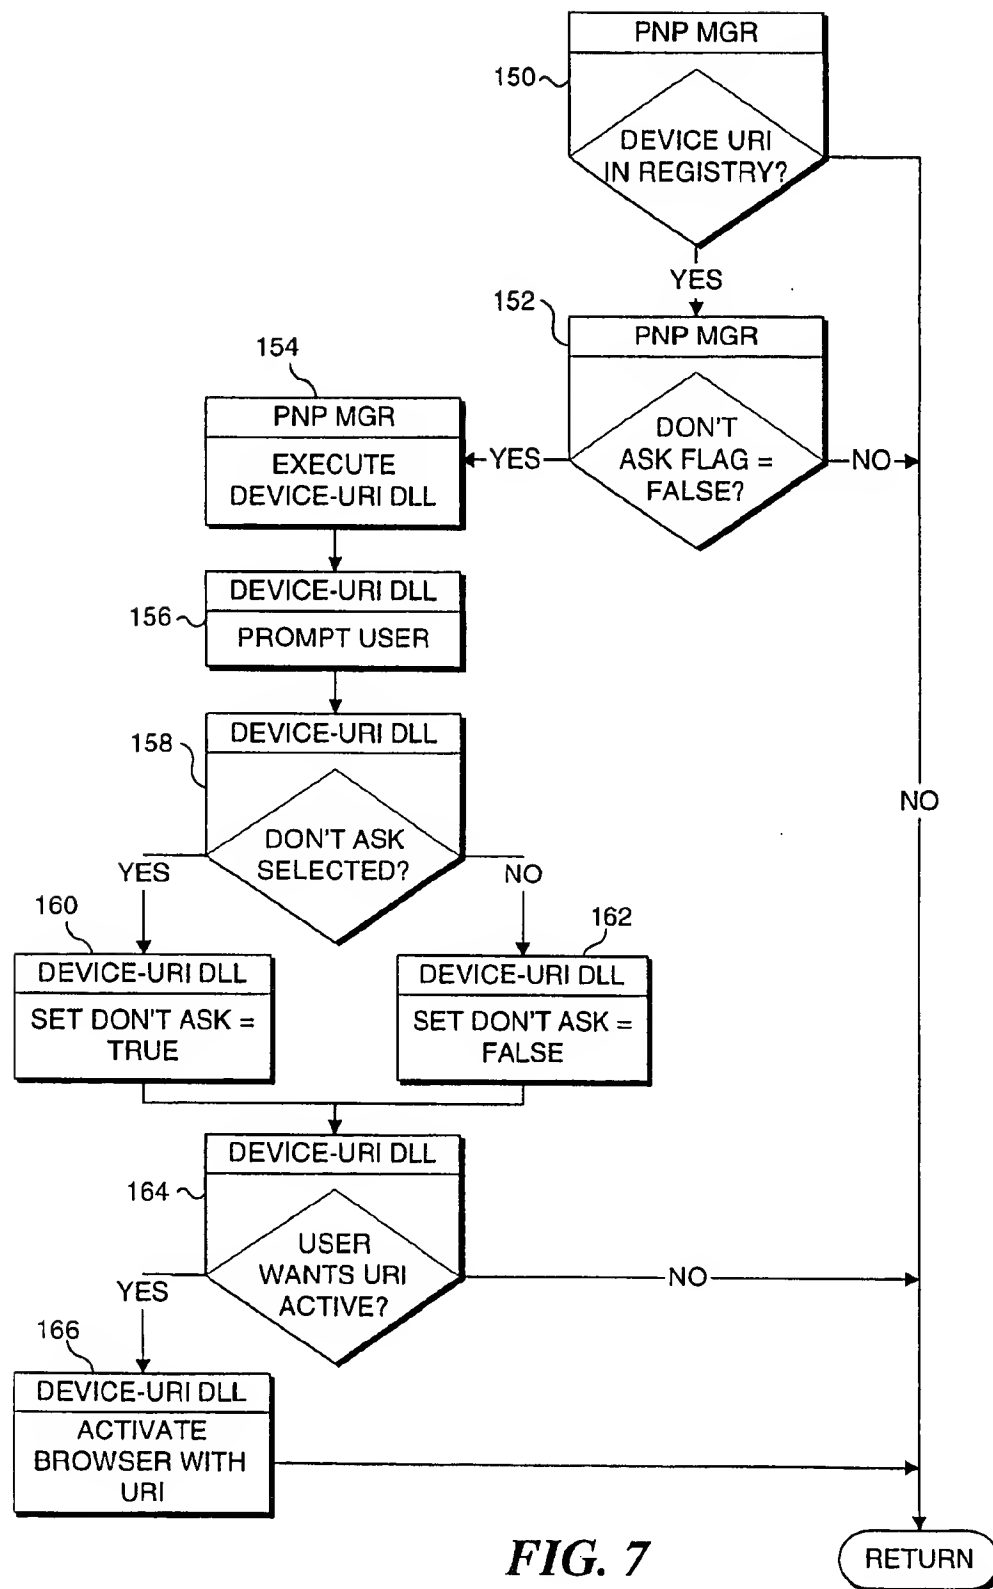 PNP MGR
150
DEVICE URI
IN REGISTRY?
YES
152
PNP MGR
DON'T
ASK FLAG =
FALSE?
YES
NO
154
PNP MGR
EXECUTE
DEVICE-URI DLL
DEVICE-URI DLL
156
PROMPT USER
DEVICE-URI DLL
158
DON'T ASK
SELECTED?
YES
NO
NO
160
162
DEVICE-URI DLL
SET DON'T ASK =
TRUE
DEVICE-URI DLL
SET DON'T ASK =
FALSE
DEVICE-URI DLL
164
USER
WANTS URI
ACTIVE?
YES
NO
166
DEVICE-URI DLL
ACTIVATE
BROWSER WITH
URI
FIG. 7
RETURN